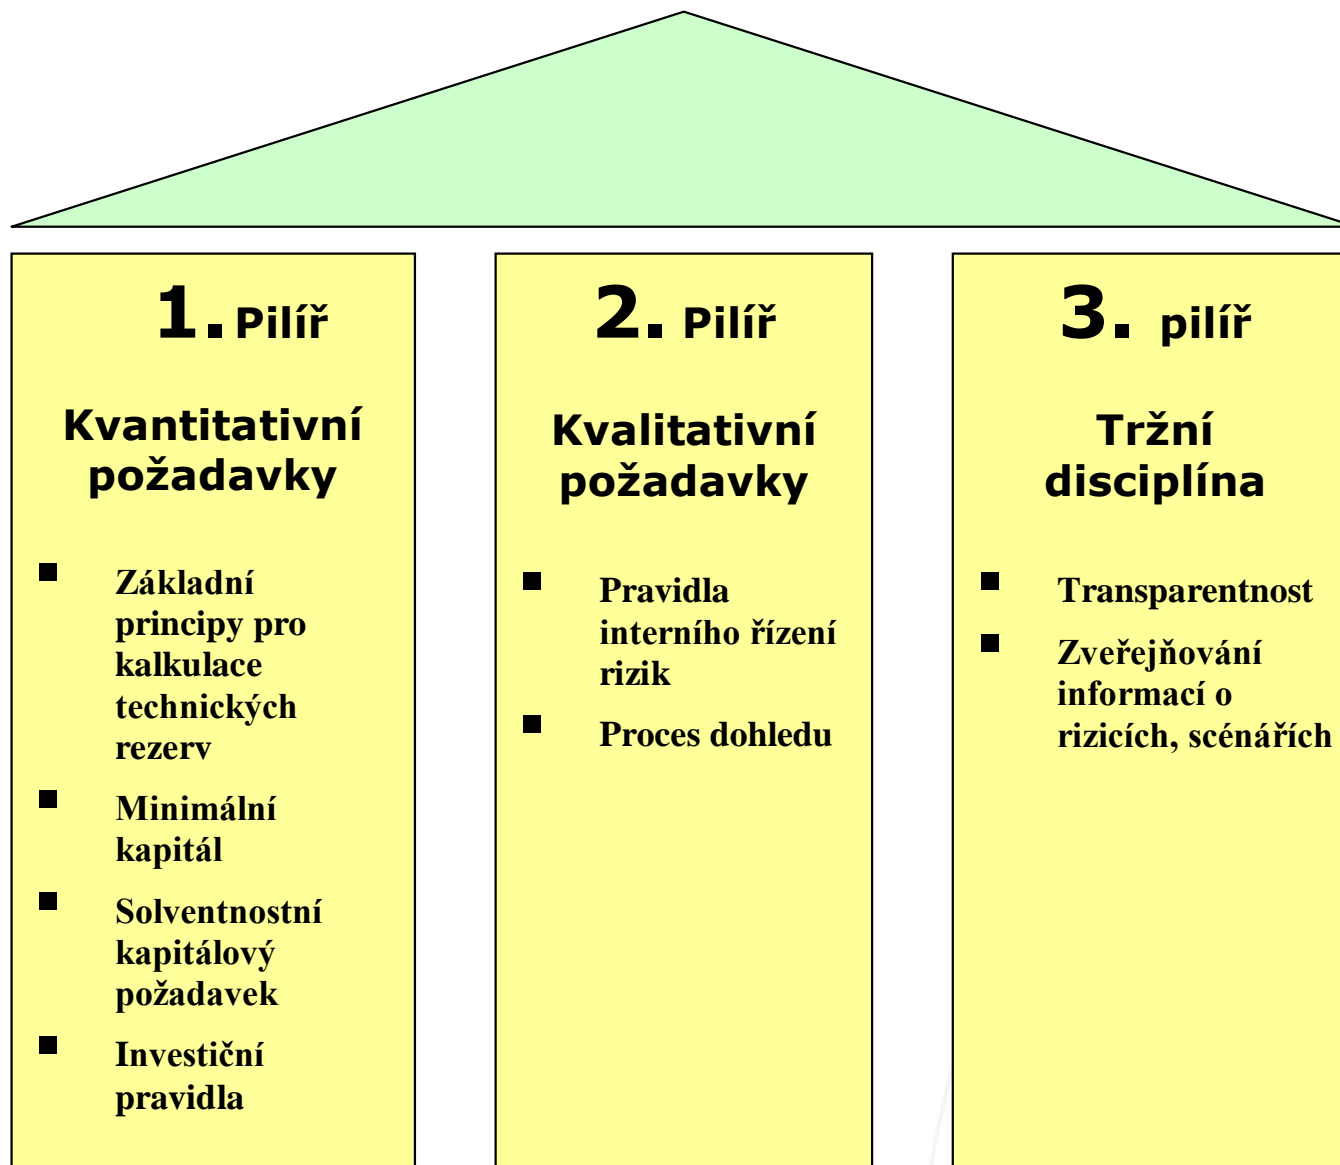 1. Pilíř
Kvantitativní
požadavky
▪ Základní
principy pro
kalkulace
technických
rezerv
▪ Minimální
kapitál
▪ Solventnostní
kapitálový
požadavek
▪ Investiční
pravidla
2. Pilíř
Kvalitativní
požadavky
▪ Pravidla
interního řízení
rizik
▪ Proces dohledu
3. pilíř
Tržní
disciplína
▪ Transparentnost
▪ Zveřejňování
informací o
rizicích, scénářích